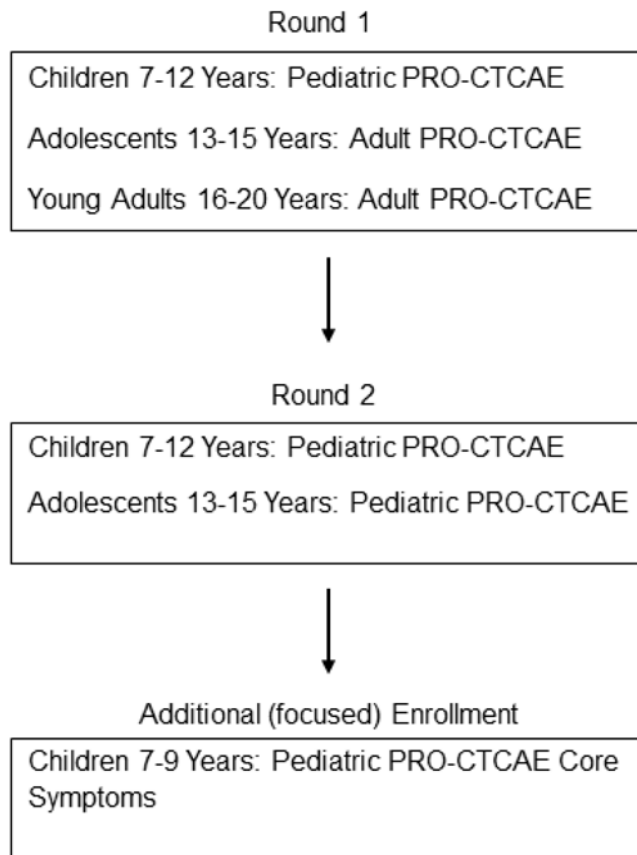 Round 1
Children 7-12 Years: Pediatric PRO-CTCAE
Adolescents 13-15 Years: Adult PRO-CTCAE
Young Adults 16-20 Years: Adult PRO-CTCAE
Round 2
Children 7-12 Years: Pediatric PRO-CTCAE
Adolescents 13-15 Years: Pediatric PRO-CTCAE
Additional (focused) Enrollment
Children 7-9 Years: Pediatric PRO-CTCAE Core
Symptoms